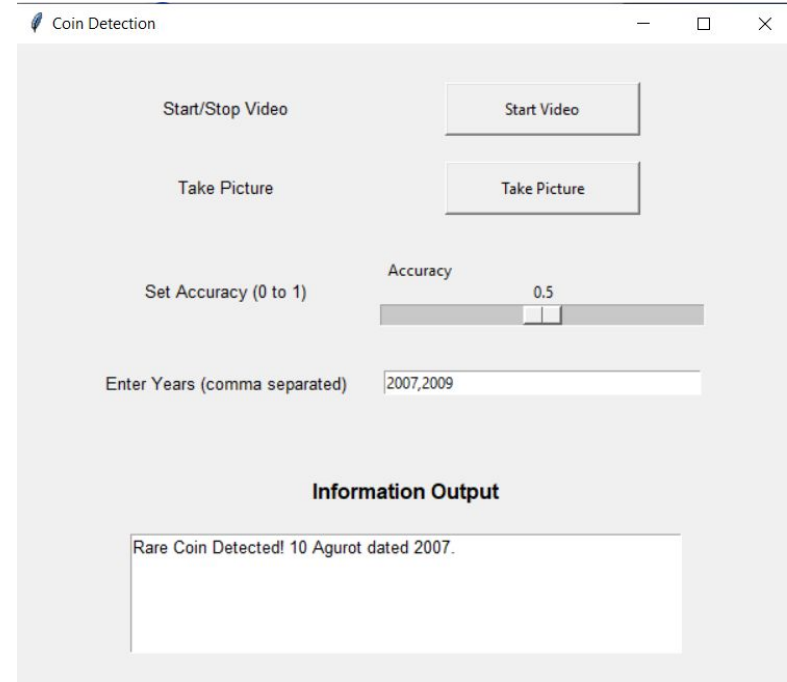 Coin Detection
Start/Stop Video
Start Video
Take Picture
Take Picture
Accuracy
Set Accuracy (0 to 1)
0.5
Enter Years (comma separated)
2007,2009
Information Output
Rare Coin Detected! 10 Agurot dated 2007.